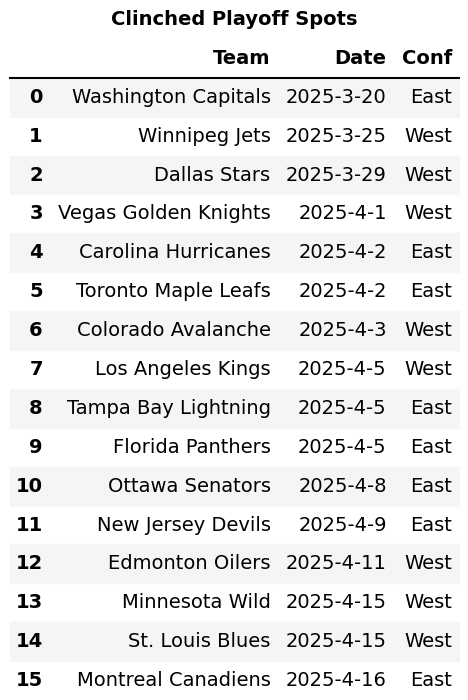 Clinched Playoff Spots
Team Date Conf
0 Washington Capitals 2025-3-20 East
1 Winnipeg Jets 2025-3-25 West
2 Dallas Stars 2025-3-29 West
3 Vegas Golden Knights 2025-4-1 West
4 Carolina Hurricanes 2025-4-2 East
5 Toronto Maple Leafs 2025-4-2 East
6 Colorado Avalanche 2025-4-3 West
7 Los Angeles Kings 2025-4-5 West
8 Tampa Bay Lightning 2025-4-5 East
9 Florida Panthers 2025-4-5 East
10 Ottawa Senators 2025-4-8 East
11 New Jersey Devils 2025-4-9 East
12 Edmonton Oilers 2025-4-11 West
13 Minnesota Wild 2025-4-15 West
14 St. Louis Blues 2025-4-15 West
15 Montreal Canadiens 2025-4-16 East